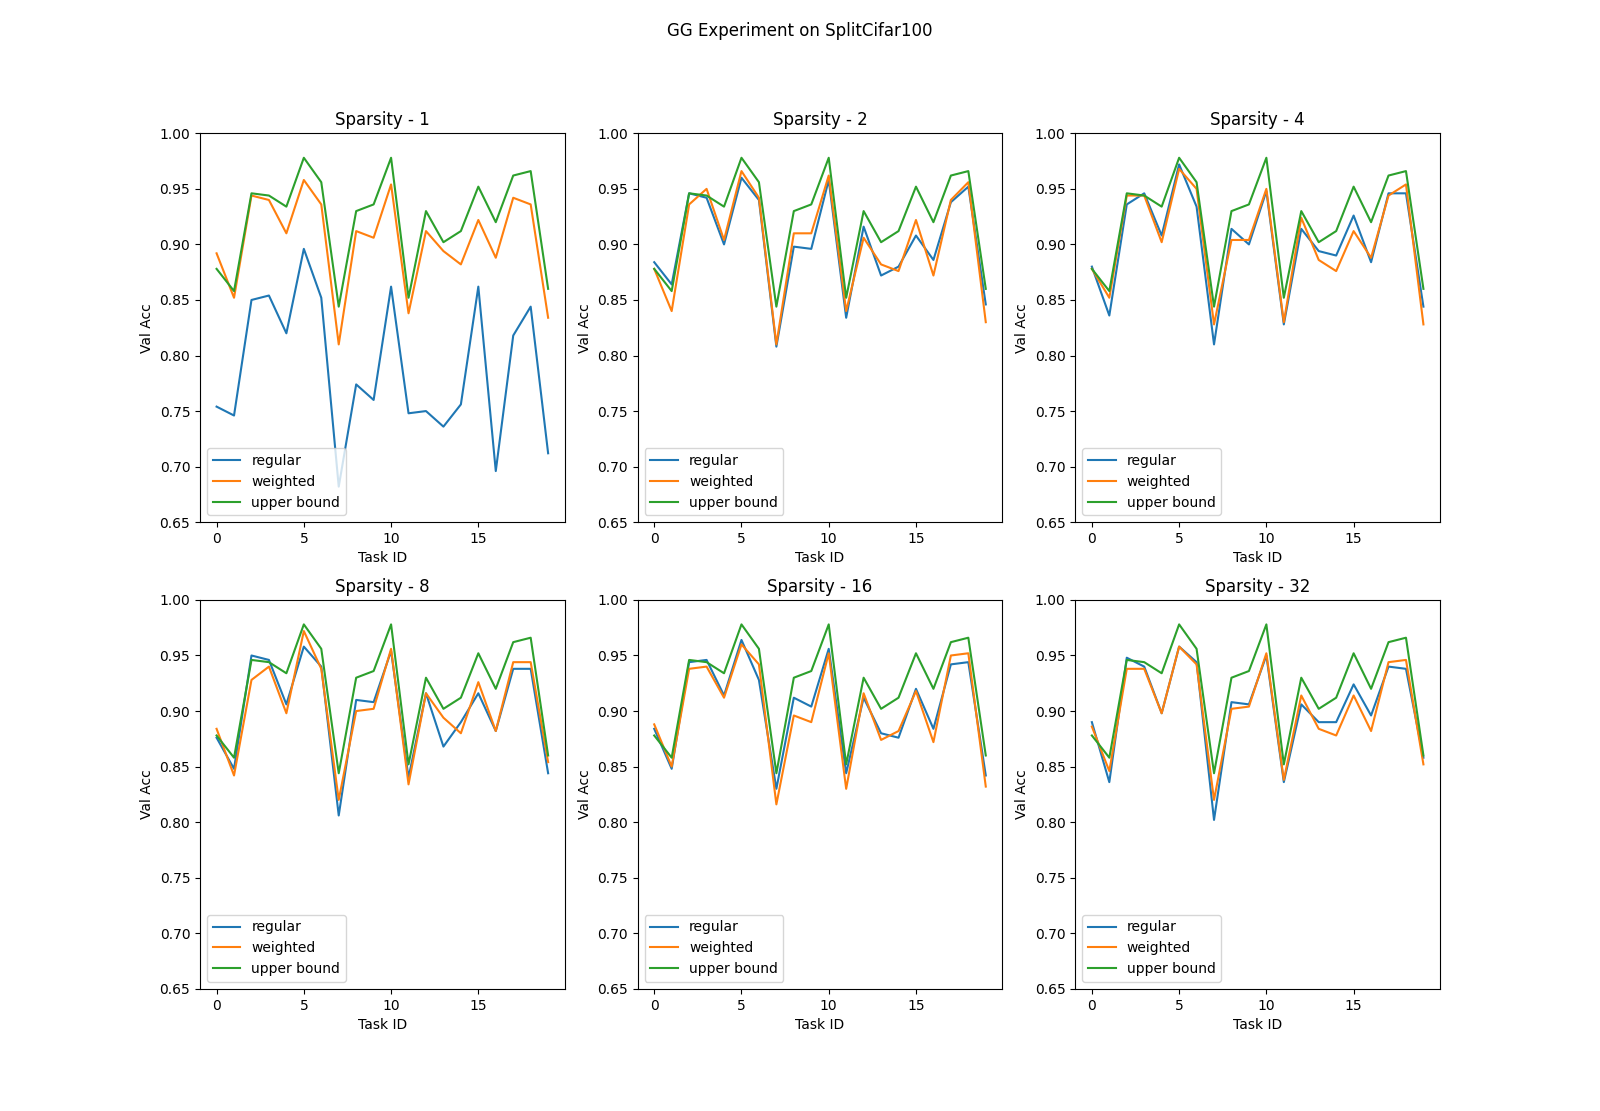 GG Experiment on SplitCifar100
Sparsity - 1
1.00
0.95
0.90
0.85
0.80
0.75
0.70
0.65
Val Acc
regular
weighted
upper bound
0 5 10 15
Task ID
Sparsity - 2
1.00
0.95
0.90
0.85
0.80
0.75
0.70
0.65
Val Acc
regular
weighted
upper bound
0 5 10 15
Task ID
Sparsity - 4
1.00
0.95
0.90
0.85
0.80
0.75
0.70
0.65
Val Acc
regular
weighted
upper bound
0 5 10 15
Task ID
Sparsity - 8
1.00
0.95
0.90
0.85
0.80
0.75
0.70
0.65
Val Acc
regular
weighted
upper bound
0 5 10 15
Task ID
Sparsity - 16
1.00
0.95
0.90
0.85
0.80
0.75
0.70
0.65
Val Acc
regular
weighted
upper bound
0 5 10 15
Task ID
Sparsity - 32
1.00
0.95
0.90
0.85
0.80
0.75
0.70
0.65
Val Acc
regular
weighted
upper bound
0 5 10 15
Task ID